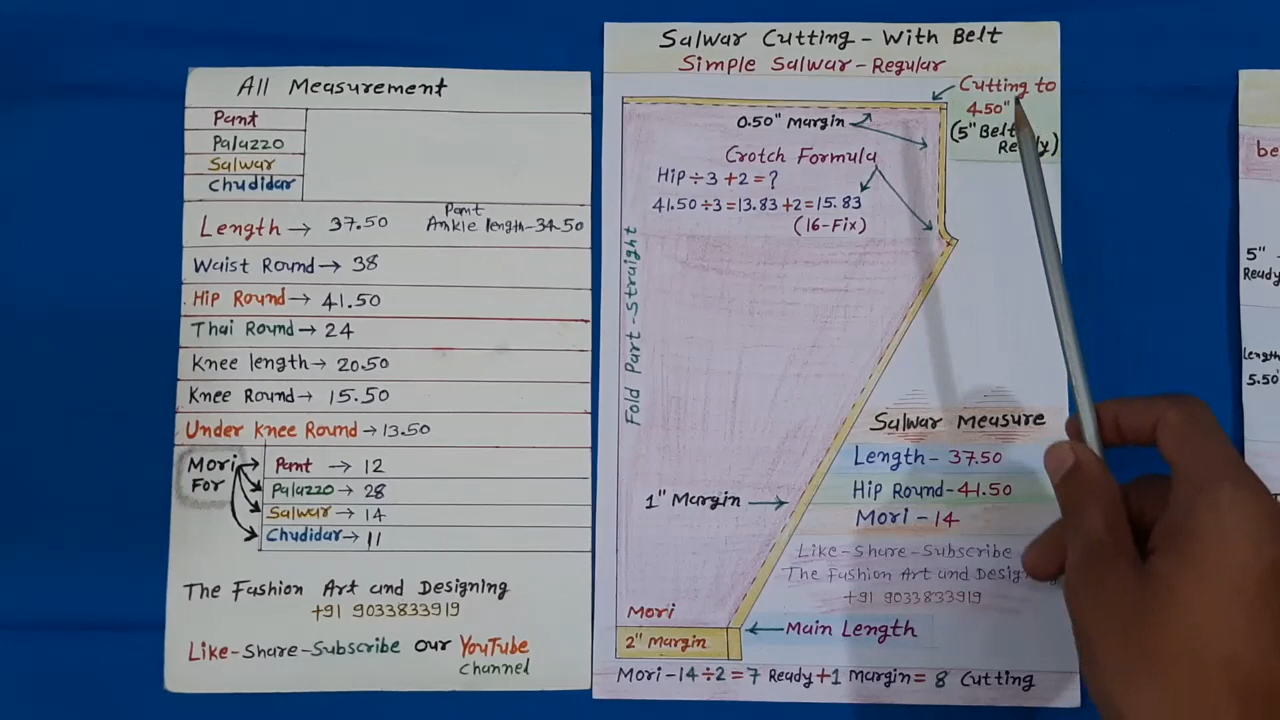 All Measurement
Pant
Palazzo
Salwar
Chudidar
Length → 37.50 Pant Ankle length-34.50
Waist Round → 38
Hip Round → 41.50
Thai Round → 24
Knee length → 20.50
Knee Round → 15.50
Under Knee Round → 13.50
Mori For
Pant → 12
Palazzo → 28
Salwar → 14
Chudidar → 11
The Fashion Art and Designing
+91 9033833919
Like-Share-Subscribe our YouTube
Channel
Salwar Cutting - With Belt
Simple Salwar - Regular
Cutting to
4.50"
(5" Belt
Ready)
0.50" Margin
Crotch Formula
Hip ÷ 3 + 2 = ?
41.50 ÷ 3 = 13.83 + 2 = 15.83
(16-Fix)
Fold Part - Straight
1" Margin →
Salwar Measure
Length - 37.50
Hip Round - 41.50
Mori - 14
Like-Share-Subscribe
The Fashion Art and
+91 9033833919
Mori
2" Margin
← Main Length
Mori - 14 ÷ 2 = 7 Ready + 1 Margin = 8 Cutting
be
5"
Ready
Length
5.50